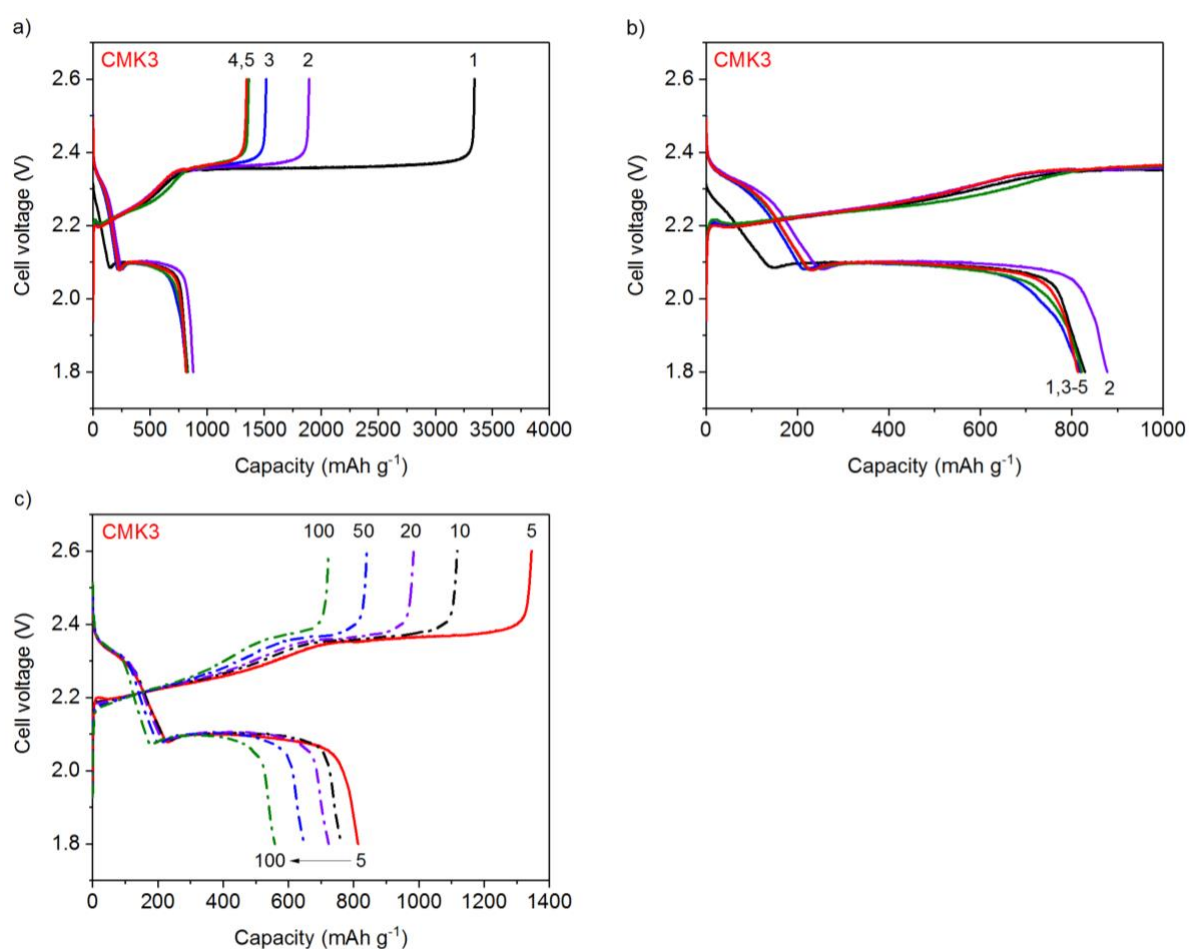 a)
CMK3
4,5 3 2 1
2.6
2.4
2.2
2.0
1.8
Cell voltage (V)
0 500 1000 1500 2000 2500 3000 3500 4000
Capacity (mAh g⁻¹)
b)
CMK3
2.6
2.4
2.2
2.0
1.8
Cell voltage (V)
1,3-5 2
0 200 400 600 800 1000
Capacity (mAh g⁻¹)
c)
CMK3
100 50 20 10 5
2.6
2.4
2.2
2.0
1.8
Cell voltage (V)
100 5
0 200 400 600 800 1000 1200 1400
Capacity (mAh g⁻¹)